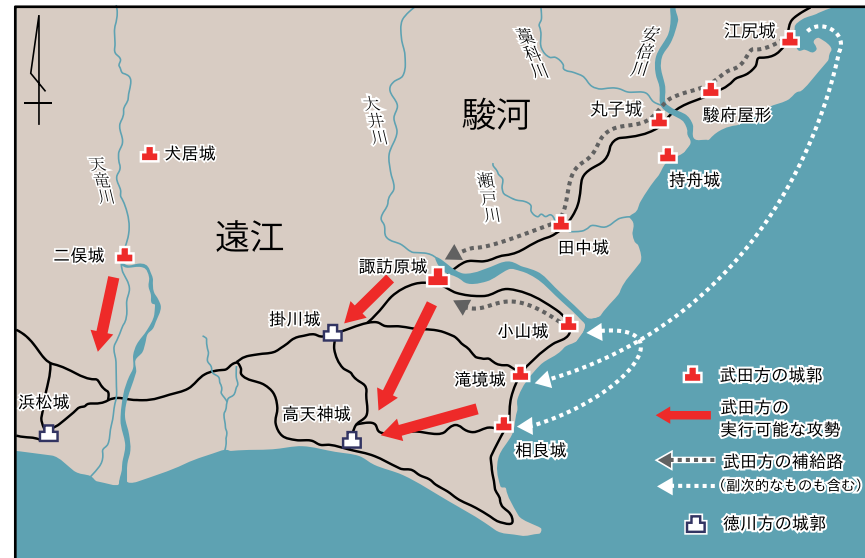 江尻城
安倍川
藁科川
駿河
丸子城
駿府屋形
大井川
持舟城
犬居城
天竜川
瀬戸川
遠江
田中城
二俣城
諏訪原城
掛川城
小山城
滝境城
浜松城
高天神城
相良城
武田方の城郭
武田方の
実行可能な攻勢
武田方の補給路
(副次的なものも含む)
徳川方の城郭